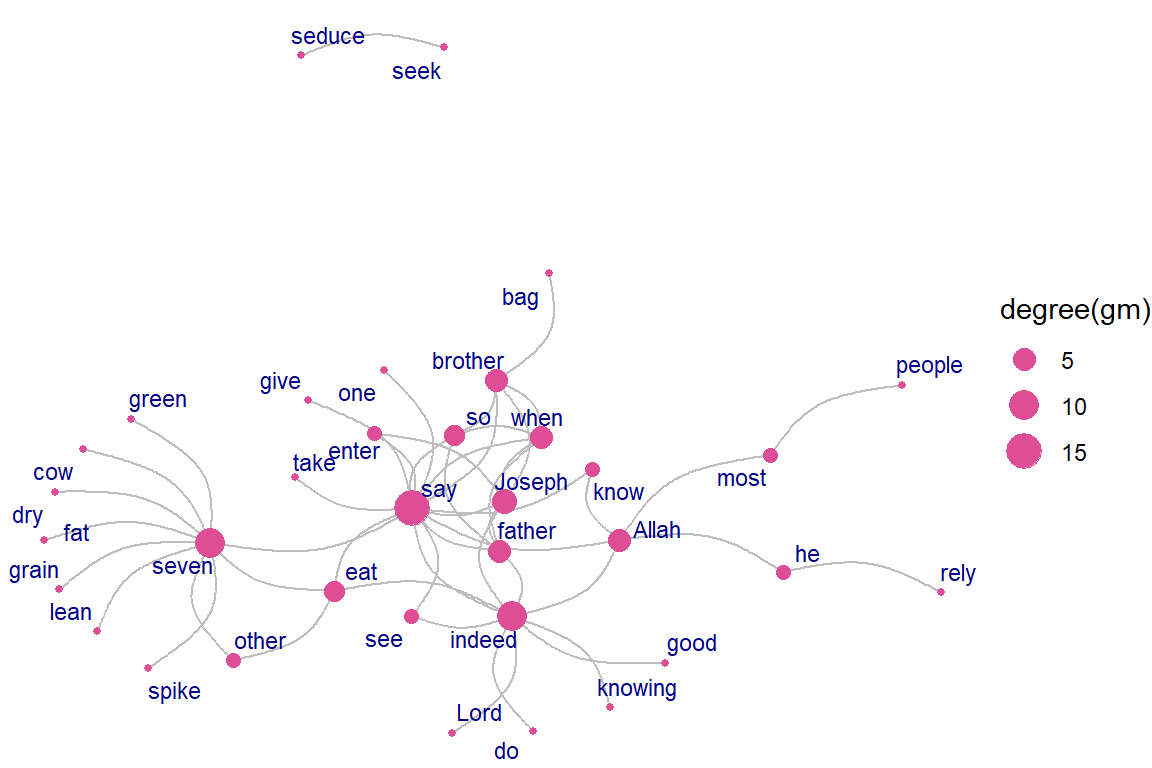 seduce
seek
bag
brother
people
degree(gm)
5
10
15
give
one
green
so
when
enter
take
say
Joseph
know
most
cow
dry
fat
father
Allah
seven
grain
eat
he
rely
lean
other
see
indeed
good
spike
knowing
Lord
do